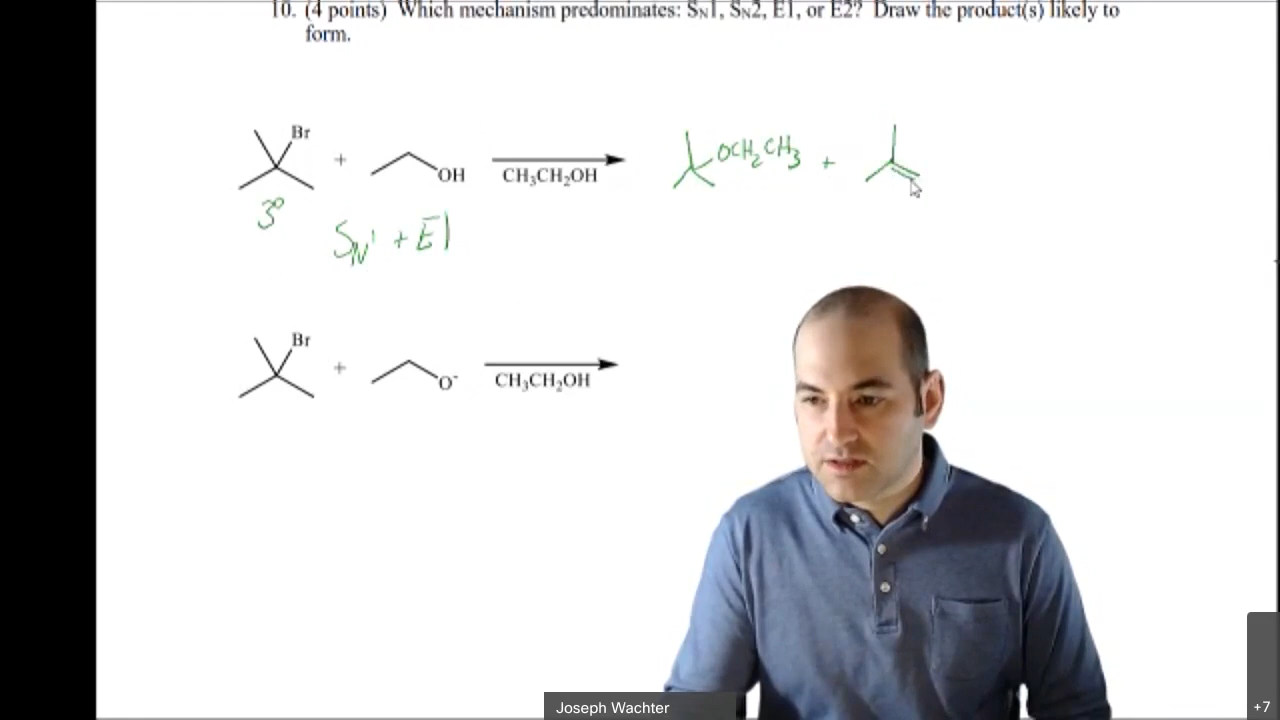 10. (4 points) Which mechanism predominates: SN1, SN2, E1, or E2? Draw the product(s) likely to
form.
Br
+
OH
CH₃CH₂OH
OCH₂CH₃
+
3°
SN1 + E1
Br
+
O⁻
CH₃CH₂OH
Joseph Wachter
+7